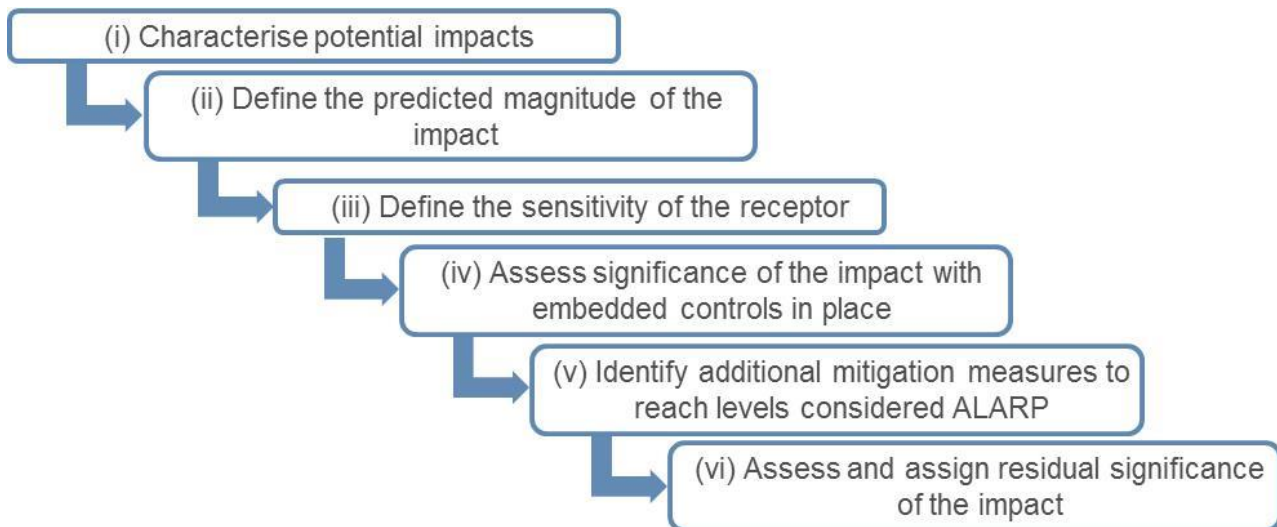 (i) Characterise potential impacts
(ii) Define the predicted magnitude of the
impact
(iii) Define the sensitivity of the receptor
(iv) Assess significance of the impact with
embedded controls in place
(v) Identify additional mitigation measures to
reach levels considered ALARP
(vi) Assess and assign residual significance
of the impact